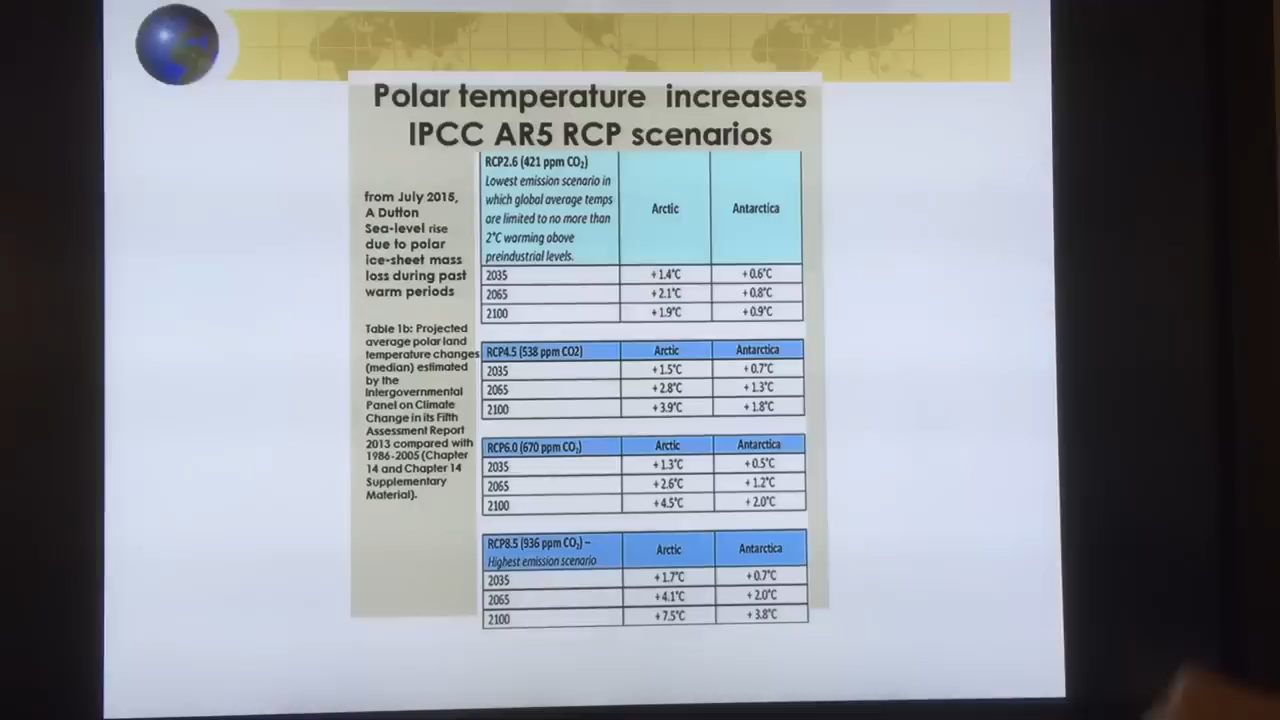 Polar temperature increases
IPCC AR5 RCP scenarios
from July 2015,
A Dutton
Sea-level rise
due to polar
ice-sheet mass
loss during past
warm periods
Table 1b: Projected
average polar land
temperature changes
(median) estimated
by the
Intergovernmental
Panel on Climate
Change in its Fifth
Assessment Report
2013 compared with
1986-2005 (Chapter
14 and Chapter 14
Supplementary
Material).
RCP2.6 (421 ppm CO₂)
Lowest emission scenario in
which global average temps
are limited to no more than
2°C warming above
preindustrial levels.
Arctic Antarctica
2035 +1.4°C +0.6°C
2065 +2.1°C +0.8°C
2100 +1.9°C +0.9°C
RCP4.5 (538 ppm CO2) Arctic Antarctica
2035 +1.5°C +0.7°C
2065 +2.8°C +1.3°C
2100 +3.9°C +1.8°C
RCP6.0 (670 ppm CO₂) Arctic Antarctica
2035 +1.3°C +0.5°C
2065 +2.6°C +1.2°C
2100 +4.5°C +2.0°C
RCP8.5 (936 ppm CO₂) –
Highest emission scenario
Arctic Antarctica
2035 +1.7°C +0.7°C
2065 +4.1°C +2.0°C
2100 +7.5°C +3.8°C